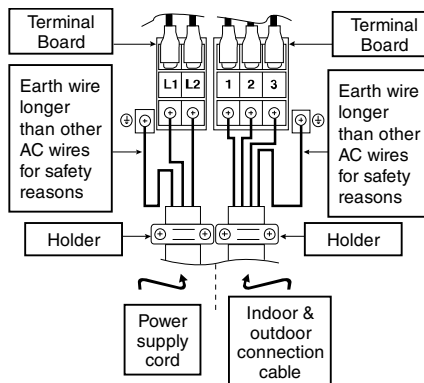 Terminal
Board
Terminal
Board
L1 L2 1 2 3
Earth wire
longer
than other
AC wires
for safety
reasons
Earth wire
longer
than other
AC wires
for safety
reasons
Holder
Holder
Power
supply
cord
Indoor &
outdoor
connection
cable